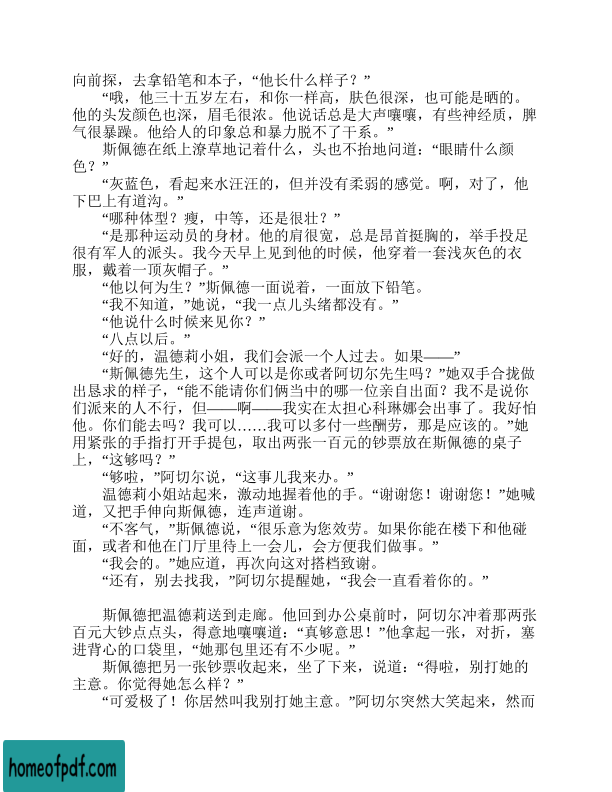 向前探，去拿铅笔和本子，“他长什么样子？”
“哦，他三十五岁左右，和你一样高，肤色很深，也可能是晒的。
他的头发颜色也深，眉毛很浓。他说话总是大声嚷嚷，有些神经质，脾
气很暴躁。他给人的印象总和暴力脱不了干系。”
斯佩德在纸上潦草地记着什么，头也不抬地问道：“眼睛什么颜
色？”
“灰蓝色，看起来水汪汪的，但并没有柔弱的感觉。啊，对了，他
下巴上有道沟。”
“哪种体型？瘦，中等，还是很壮？”
“是那种运动员的身材。他的肩很宽，总是昂首挺胸的，举手投足
很有军人的派头。我今天早上见到他的时候，他穿着一套浅灰色的衣
服，戴着一顶灰帽子。”
“他以何为生？”斯佩德一面说着，一面放下铅笔。
“我不知道，”她说，“我一点儿头绪都没有。”
“他说什么时候来见你？”
“八点以后。”
“好的，温德莉小姐，我们会派一个人过去。如果——”
“斯佩德先生，这个人可以是你或者阿切尔先生吗？”她双手合拢做
出恳求的样子，“能不能请你们俩当中的哪一位亲自出面？我不是说你
们派来的人不行，但——啊——我实在太担心科琳娜会出事了。我好怕
他。你们能去吗？我可以……我可以多付一些酬劳，那是应该的。”她
用紧张的手指打开手提包，取出两张一百元的钞票放在斯佩德的桌子
上，“这够吗？”
“够啦，”阿切尔说，“这事儿我来办。”
温德莉小姐站起来，激动地握着他的手。“谢谢您！谢谢您！”她喊
道，又把手伸向斯佩德，连声道谢。
“不客气，”斯佩德说，“很乐意为您效劳。如果你能在楼下和他碰
面，或者和他在门厅里待上一会儿，会方便我们做事。”
“我会的。”她应道，再次向这对搭档致谢。
“还有，别去找我，”阿切尔提醒她，“我会一直看着你的。”
斯佩德把温德莉送到走廊。他回到办公桌前时，阿切尔冲着那两张
百元大钞点点头，得意地嚷嚷道：“真够意思！”他拿起一张，对折，塞
进背心的口袋里，“她那包里还有不少呢。”
斯佩德把另一张钞票收起来，坐了下来，说道：“得啦，别打她的
主意。你觉得她怎么样？”
“可爱极了！你居然叫我别打她主意。”阿切尔突然大笑起来，然而
homeofpdf.com